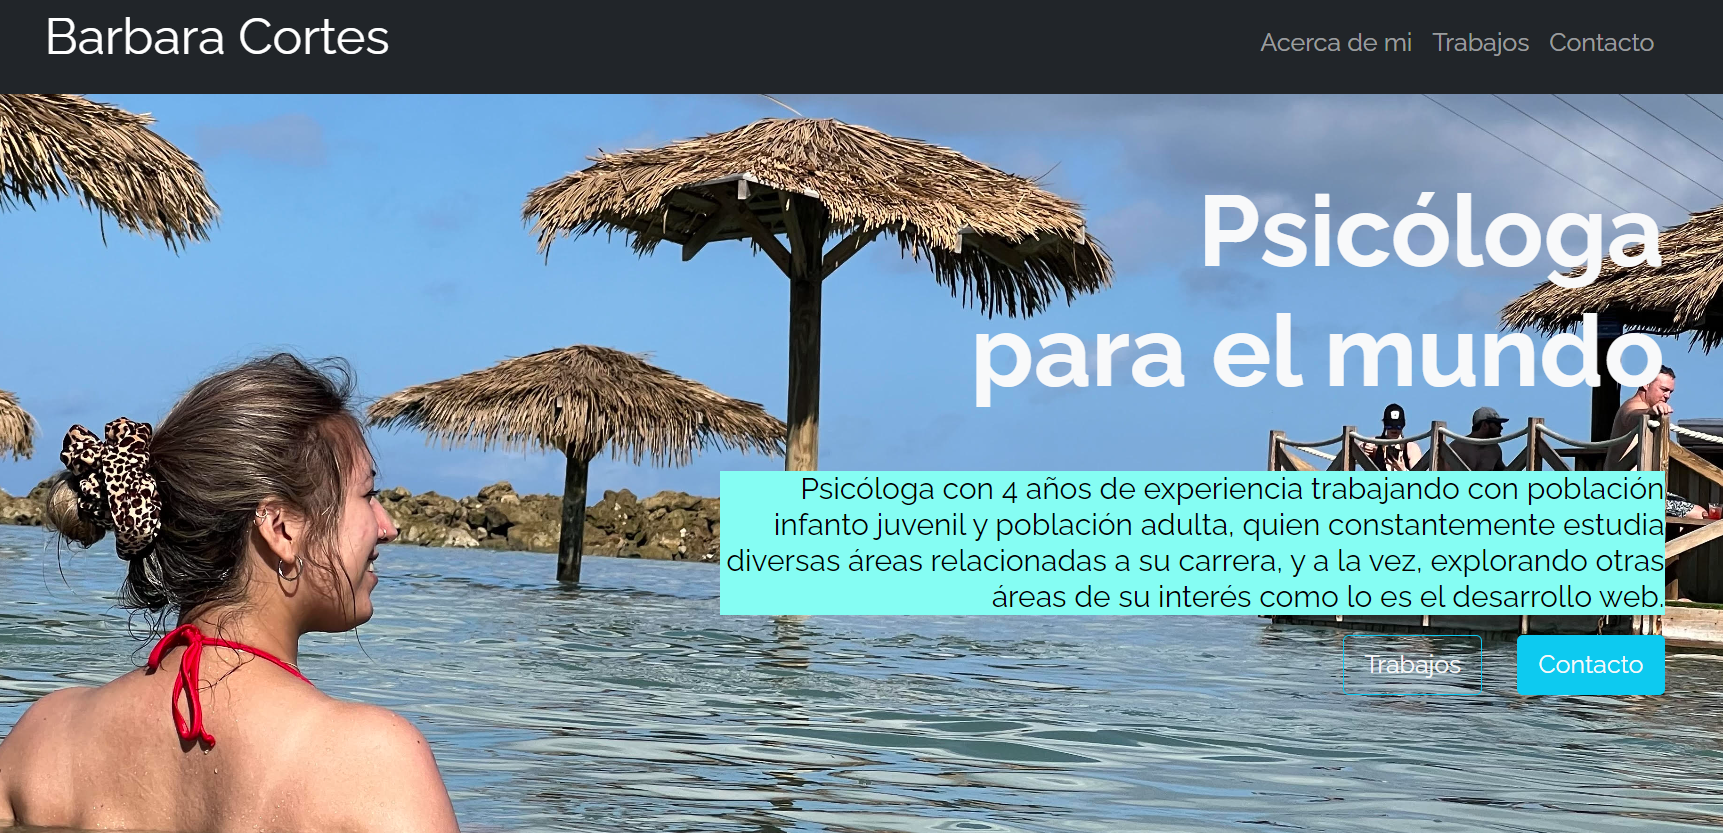 Barbara Cortes
Acerca de mi Trabajos Contacto
Psicóloga
para el mundo
Psicóloga con 4 años de experiencia trabajando con población
infanto juvenil y población adulta, quien constantemente estudia
diversas áreas relacionadas a su carrera, y a la vez, explorando otras
áreas de su interés como lo es el desarrollo web.
Trabajos Contacto